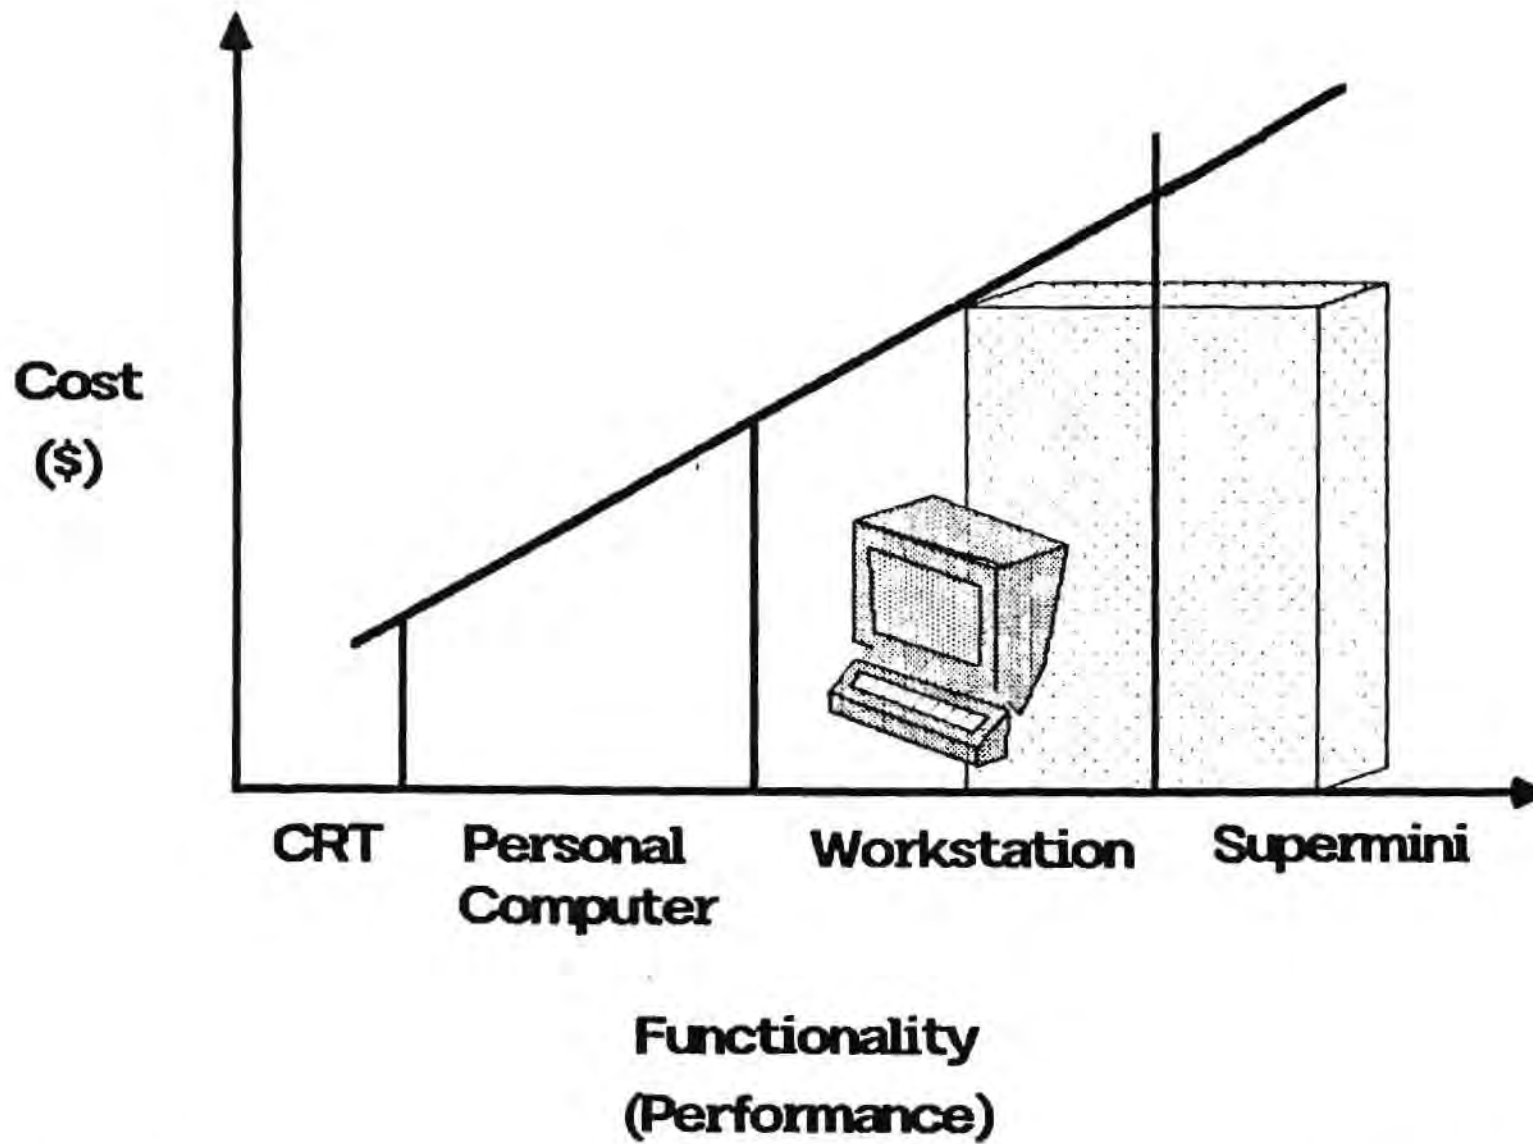 Cost
($)
CRT
Personal
Computer
Workstation
Supermini
Functionality
(Performance)